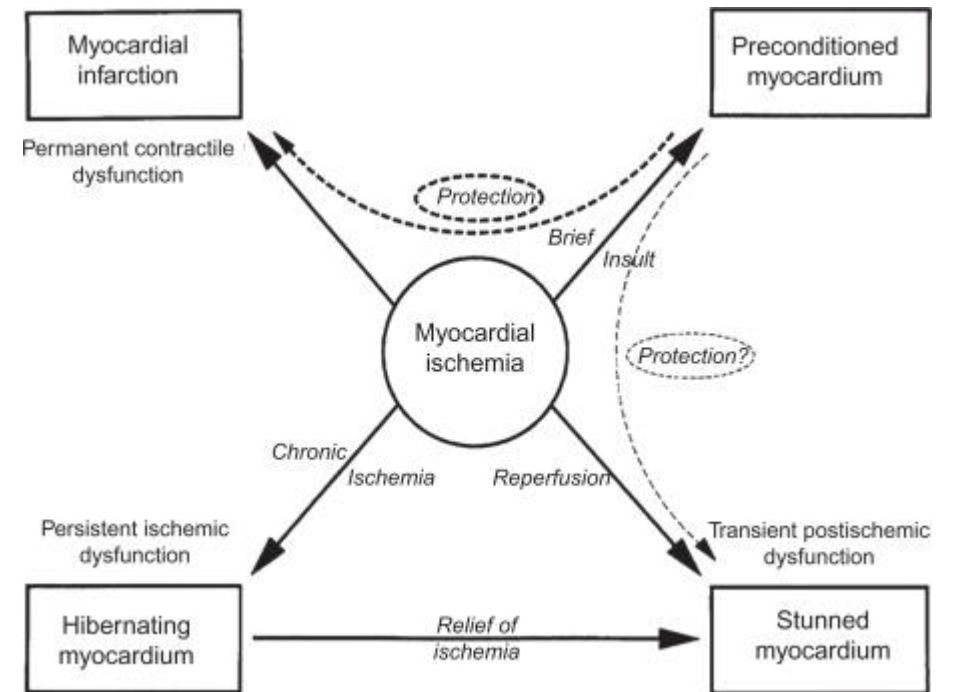 Myocardial
infarction
Preconditioned
myocardium
Permanent contractile
dysfunction
Protection
Brief
Insult
Myocardial
ischemia
Protection?
Chronic
Ischemia
Reperfusion
Persistent ischemic
dysfunction
Transient postischemic
dysfunction
Hibernating
myocardium
Relief of
ischemia
Stunned
myocardium